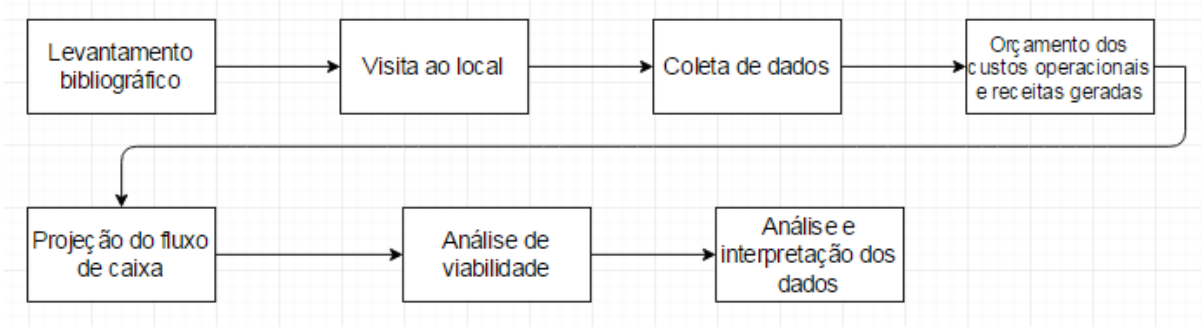 Levantamento
bibliográfico
Visita ao local
Coleta de dados
Orçamento dos
custos operacionais
e receitas geradas
Projeção do fluxo
de caixa
Análise de
viabilidade
Análise e
interpretação dos
dados